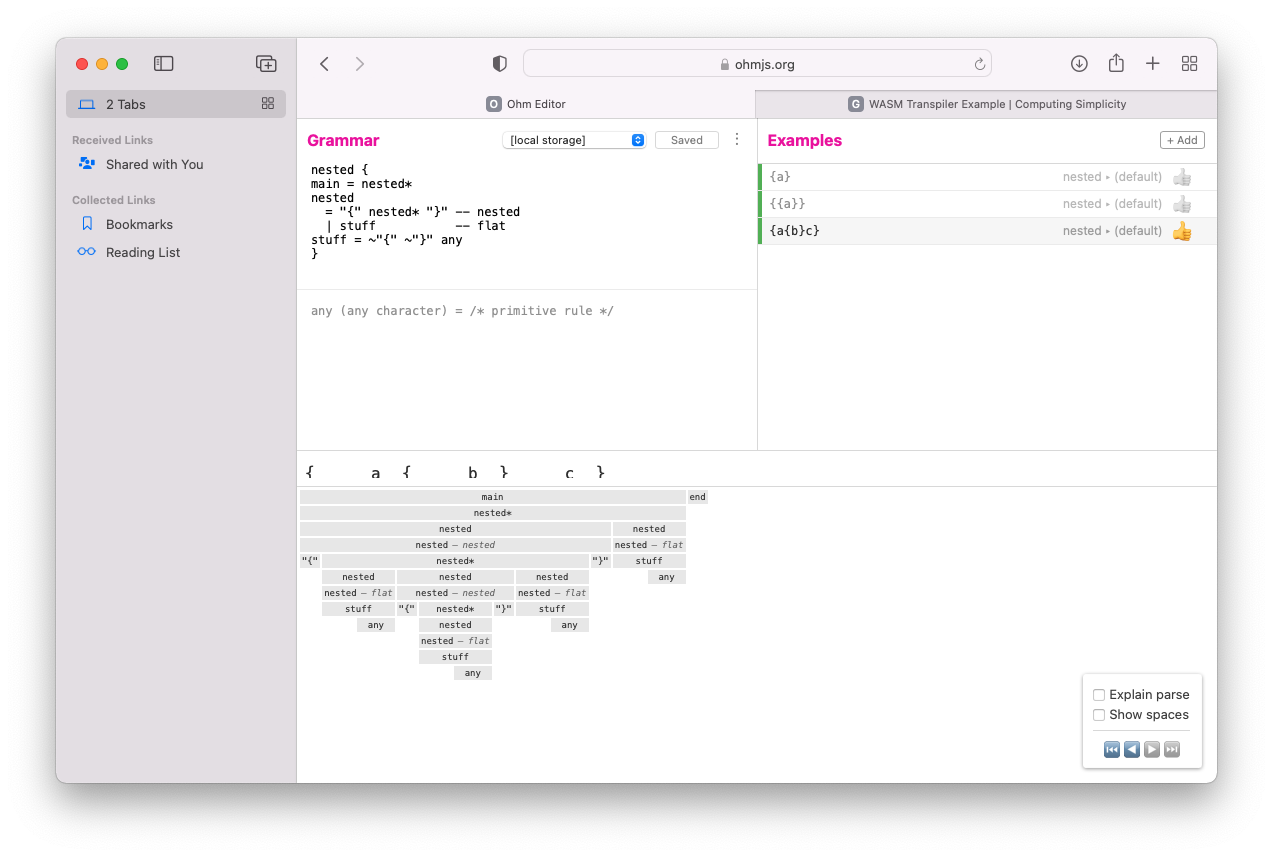 ohmjs.org
2 Tabs
O Ohm Editor
G WASM Transpiler Example | Computing Simplicity
Received Links
Shared with You
Collected Links
Bookmarks
Reading List
Grammar
[local storage]
Saved
nested {
main = nested*
nested
  = "{" nested* "}" -- nested
  | stuff           -- flat
stuff = ~"{" ~"}" any
}
any (any character) = /* primitive rule */
Examples
+ Add
{a} nested ▸ (default)
{{a}} nested ▸ (default)
{a{b}c} nested ▸ (default)
{ a { b } c }
main end
nested*
nested nested
nested – nested nested – flat
"{" nested* "}" stuff
nested nested nested any
nested – flat nested – nested nested – flat
stuff "{" nested* "}" stuff
any nested any
nested – flat
stuff
any
Explain parse
Show spaces